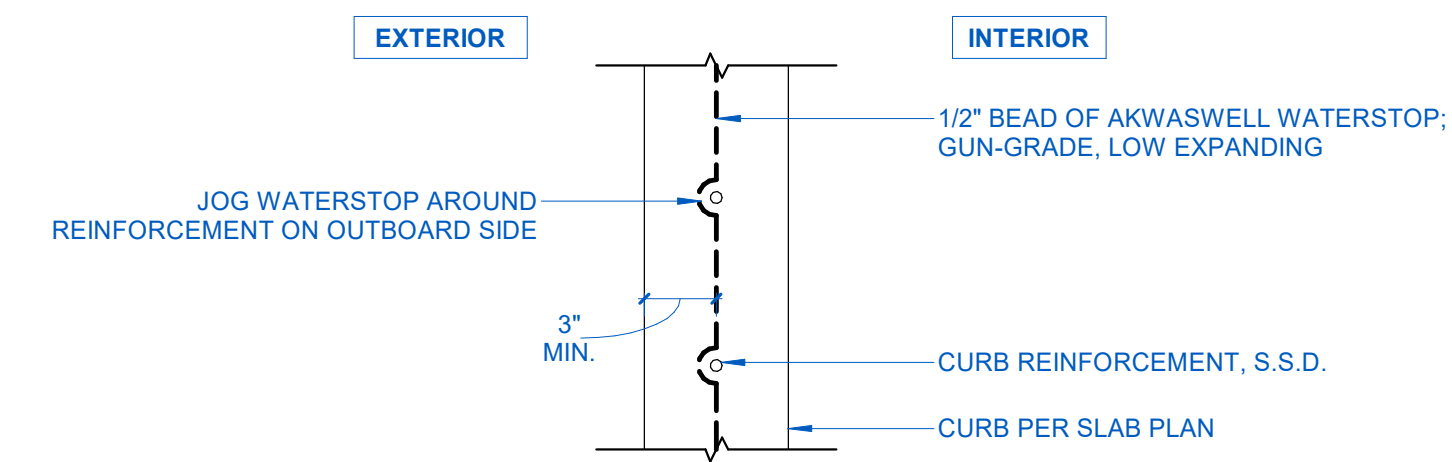 EXTERIOR
INTERIOR
1/2" BEAD OF AKWASWELL WATERSTOP;
GUN-GRADE, LOW EXPANDING
JOG WATERSTOP AROUND
REINFORCEMENT ON OUTBOARD SIDE
3"
MIN.
CURB REINFORCEMENT, S.S.D.
CURB PER SLAB PLAN